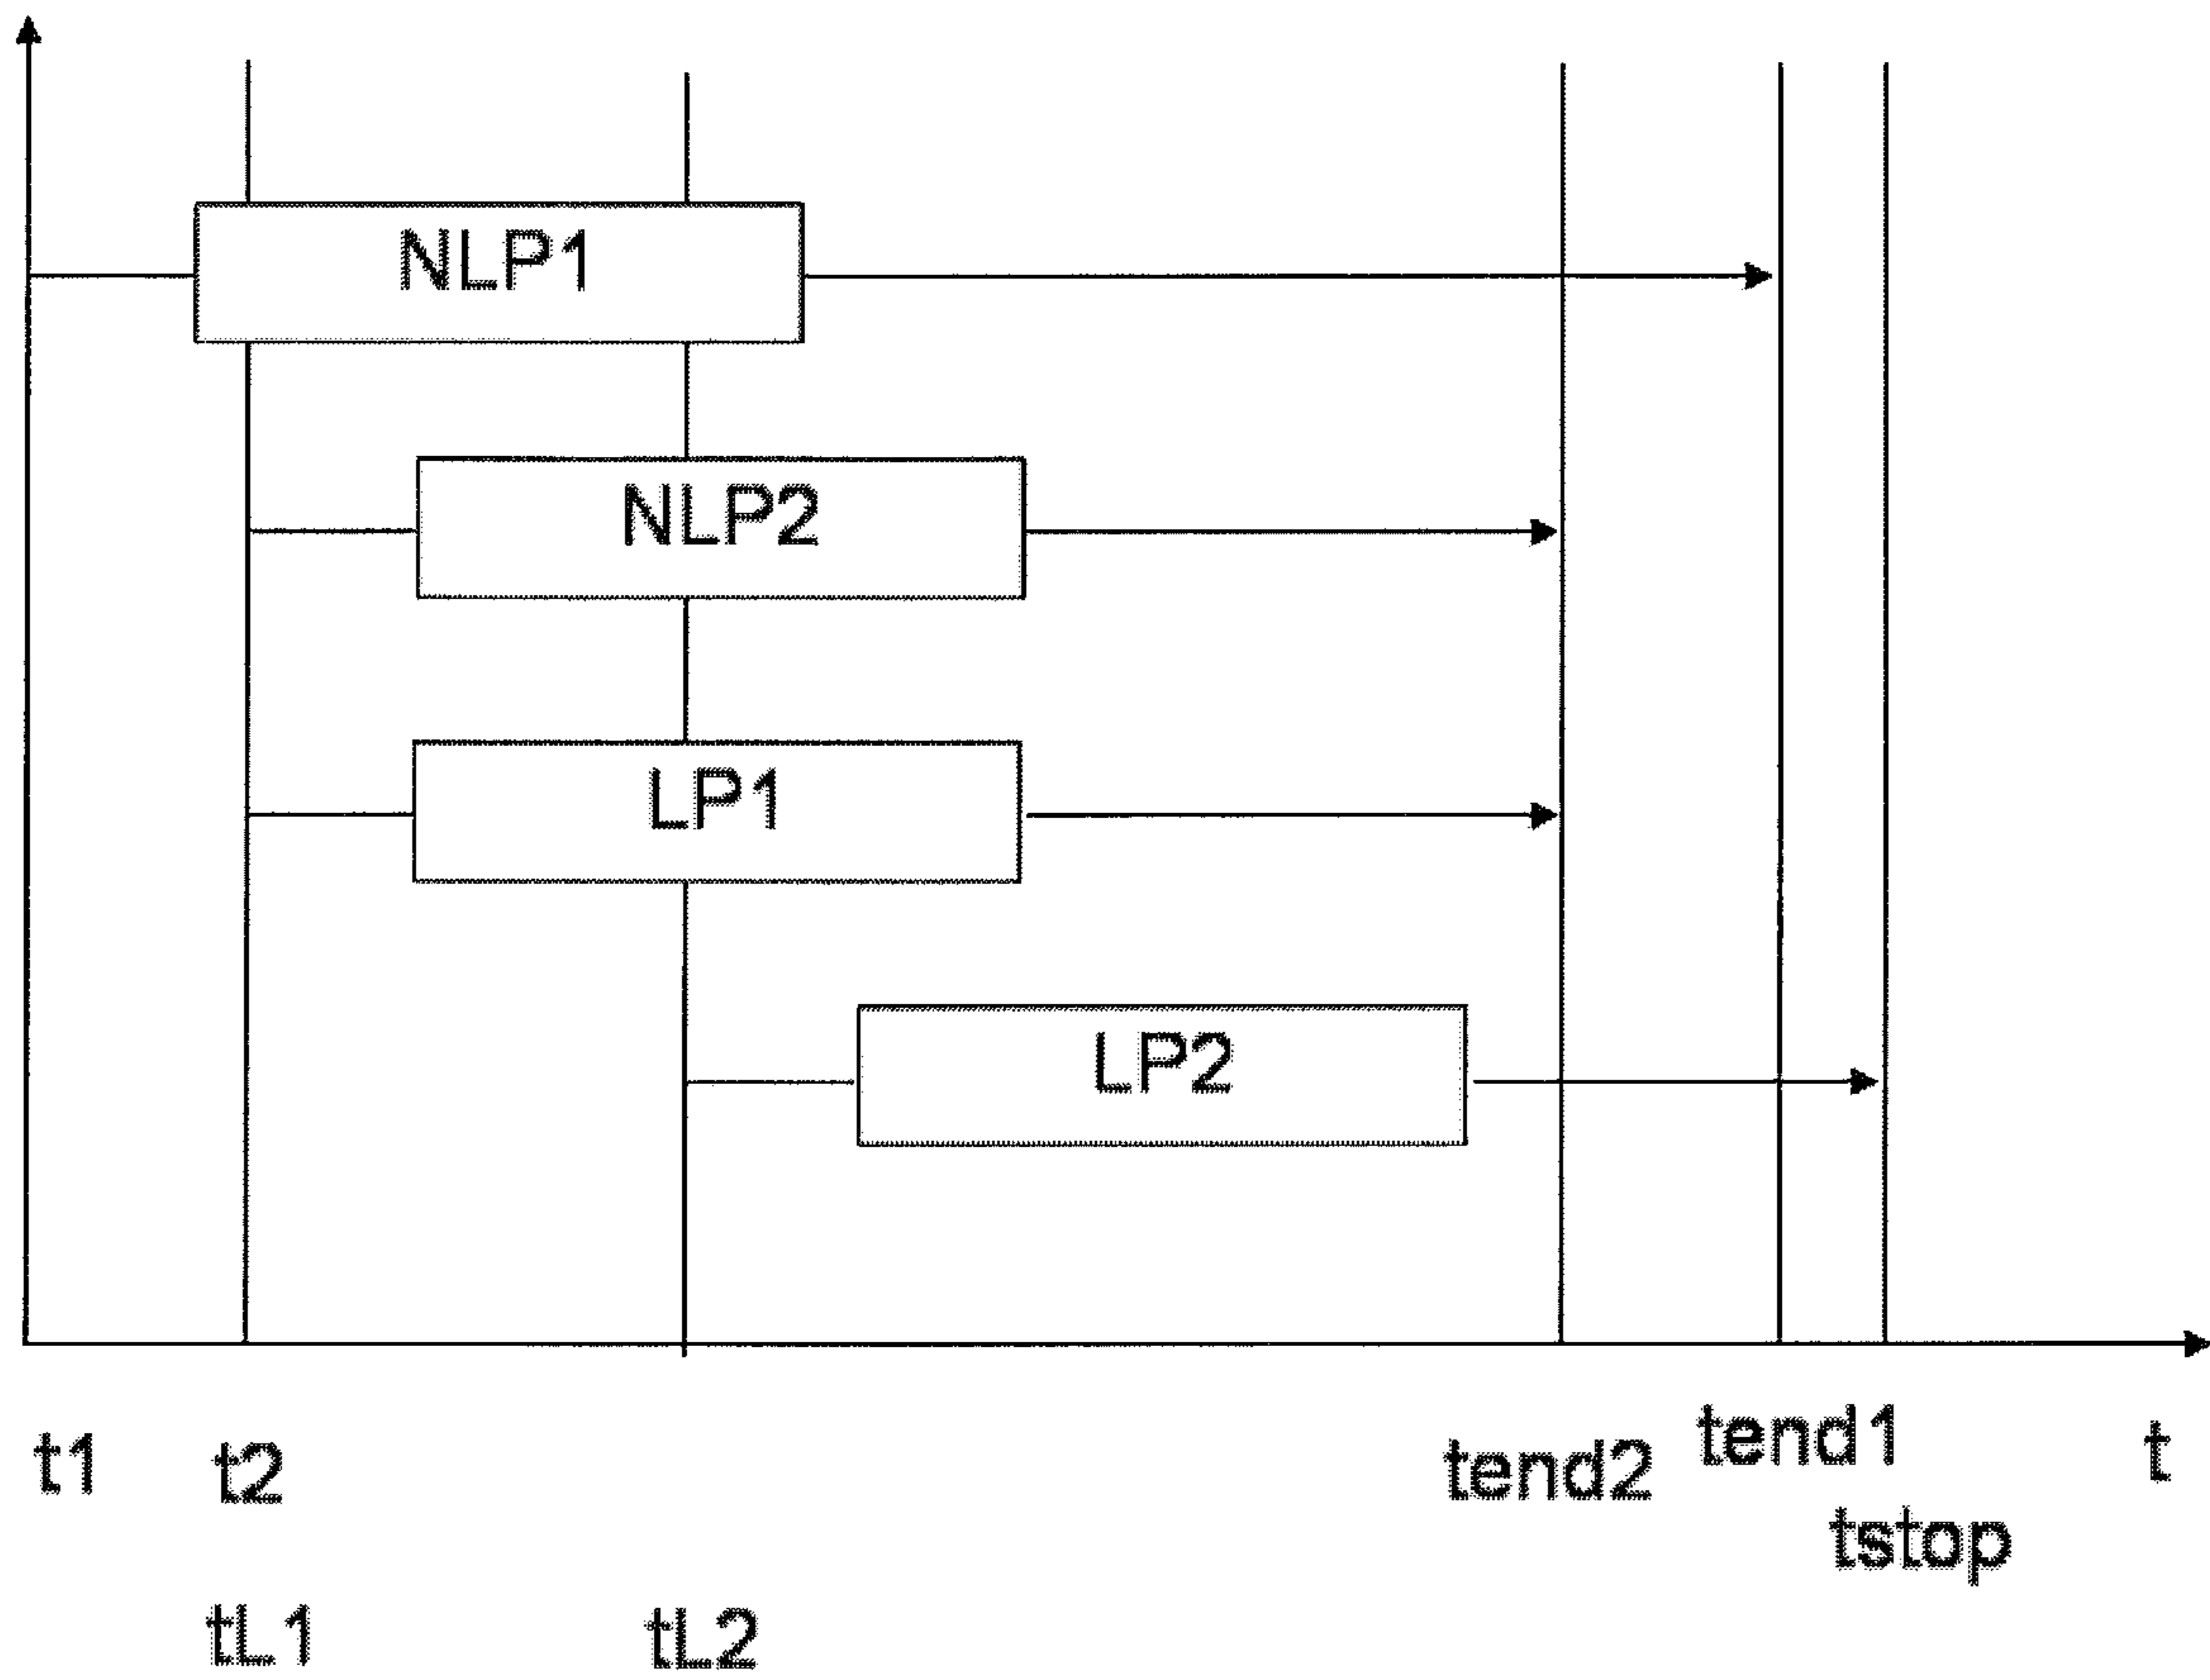 NLP1
NLP2
LP1
LP2
t1 t2 tend2 tend1 t
tstop
tL1 tL2